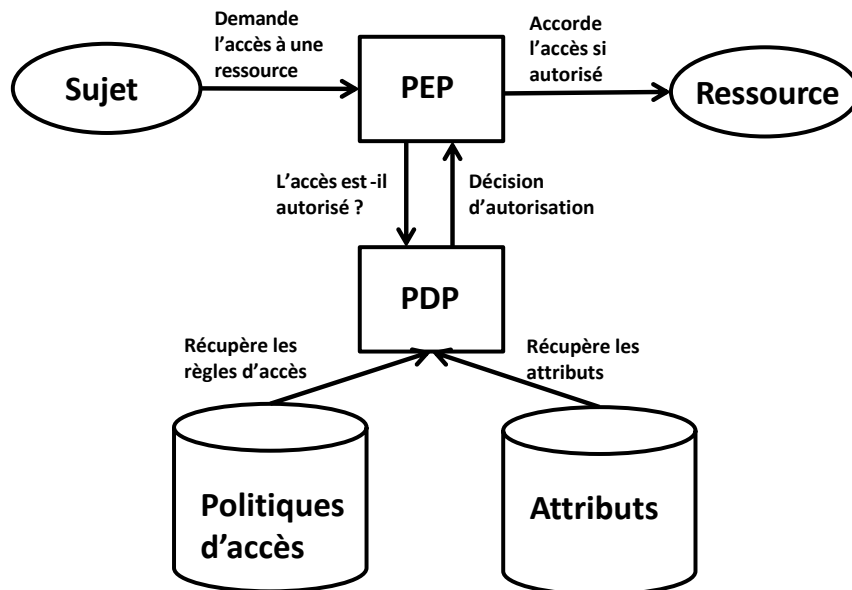 Demande
l'accès à une
ressource
Accorde
l'accès si
autorisé
Sujet
PEP
Ressource
L'accès est-il
autorisé ?
Décision
d'autorisation
PDP
Récupère les
règles d'accès
Récupère les
attributs
Politiques
d'accès
Attributs